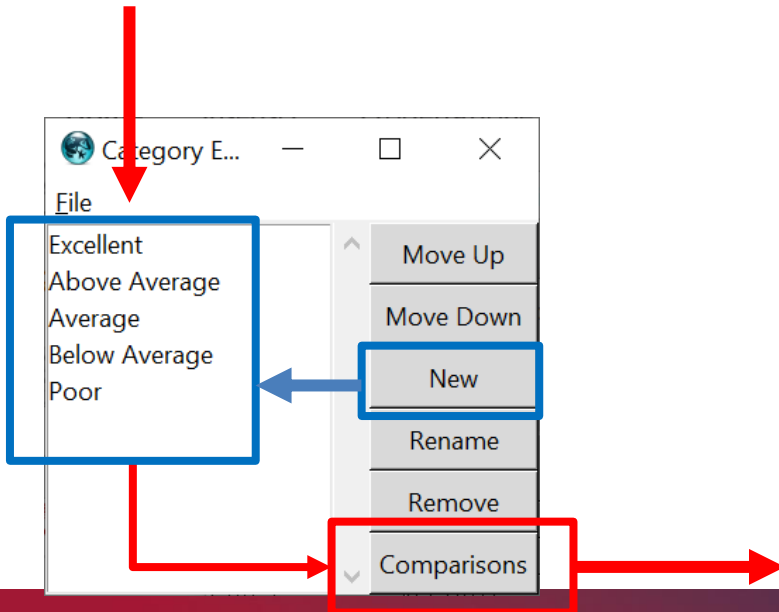 Category E...
File
Excellent
Above Average
Average
Below Average
Poor
Move Up
Move Down
New
Rename
Remove
Comparisons